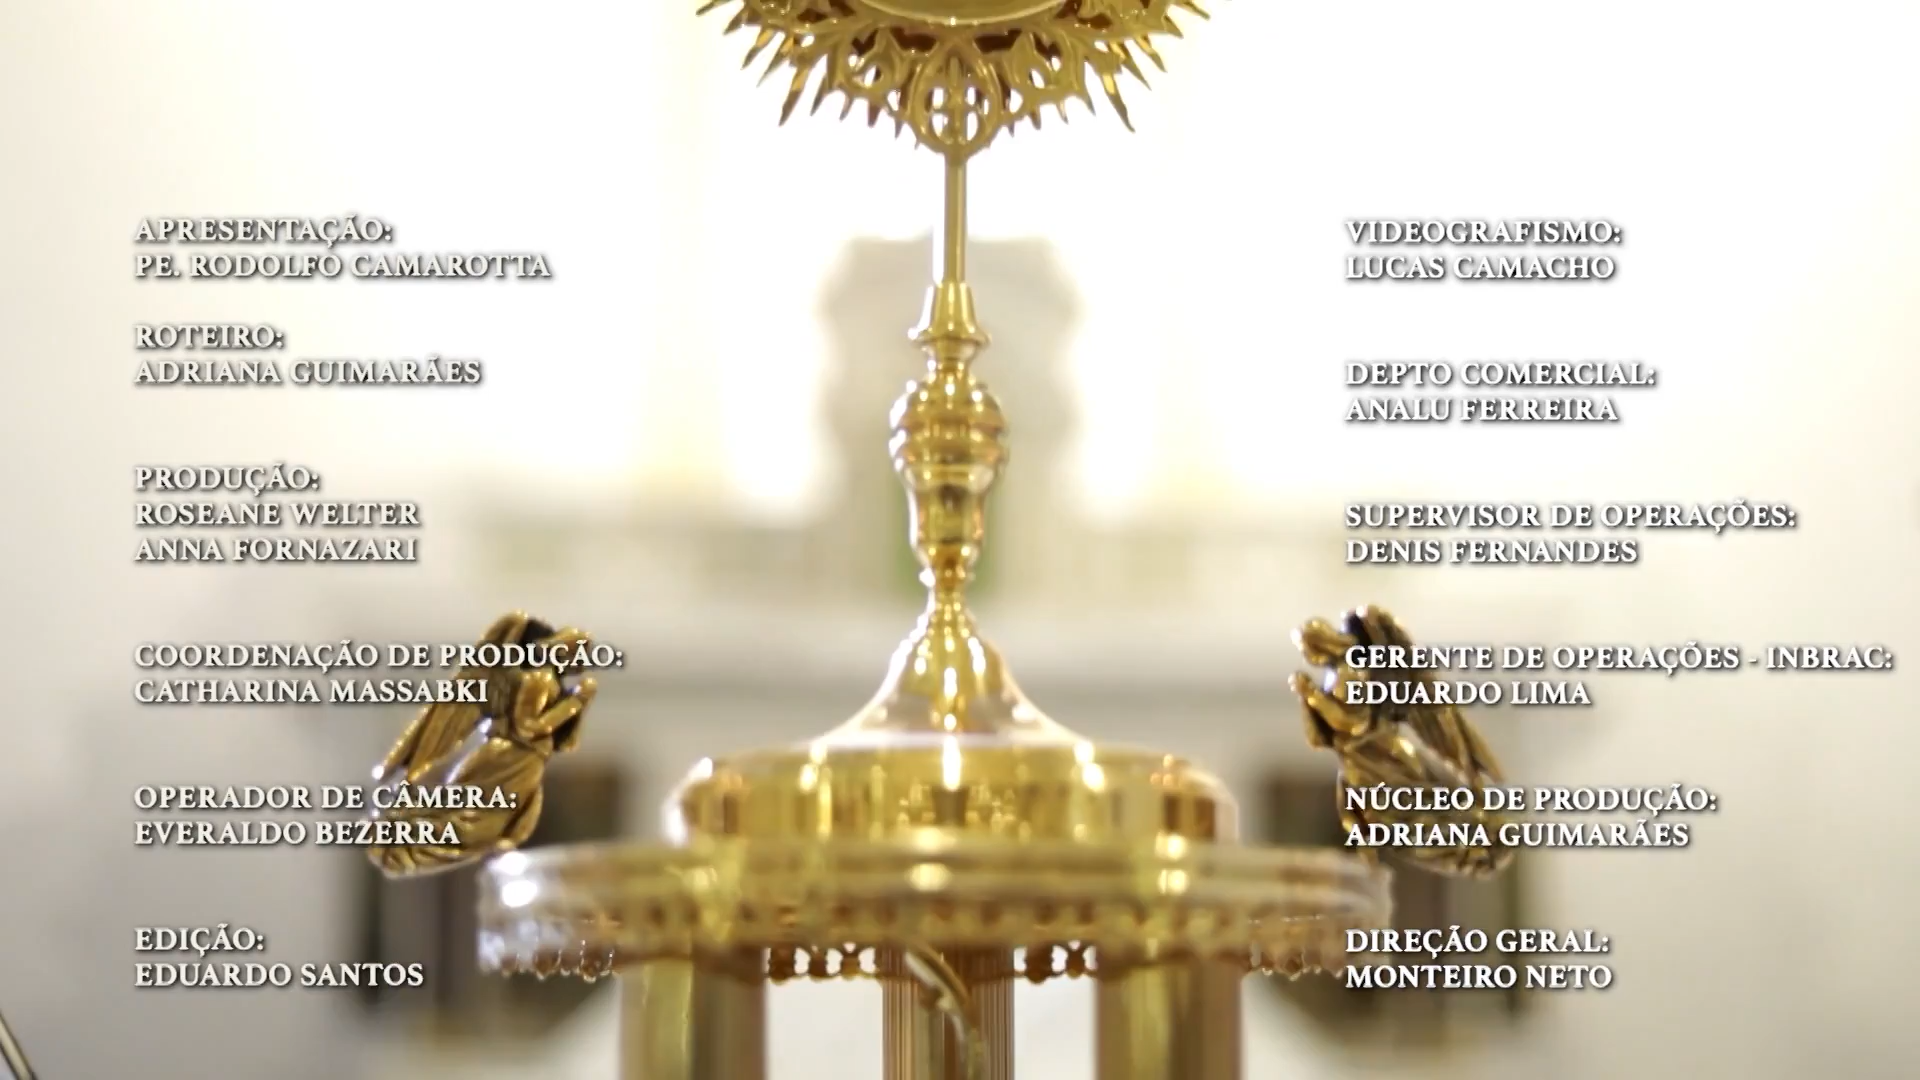 APRESENTAÇÃO:
PE. RODOLFO CAMAROTTA
ROTEIRO:
ADRIANA GUIMARÃES
PRODUÇÃO:
ROSEANE WELTER
ANNA FORNAZARI
COORDENAÇÃO DE PRODUÇÃO:
CATHARINA MASSABKI
OPERADOR DE CÂMERA:
EVERALDO BEZERRA
EDIÇÃO:
EDUARDO SANTOS
VIDEOGRAFISMO:
LUCAS CAMACHO
DEPTO COMERCIAL:
ANALU FERREIRA
SUPERVISOR DE OPERAÇÕES:
DENIS FERNANDES
GERENTE DE OPERAÇÕES - INBRAC:
EDUARDO LIMA
NÚCLEO DE PRODUÇÃO:
ADRIANA GUIMARÃES
DIREÇÃO GERAL:
MONTEIRO NETO